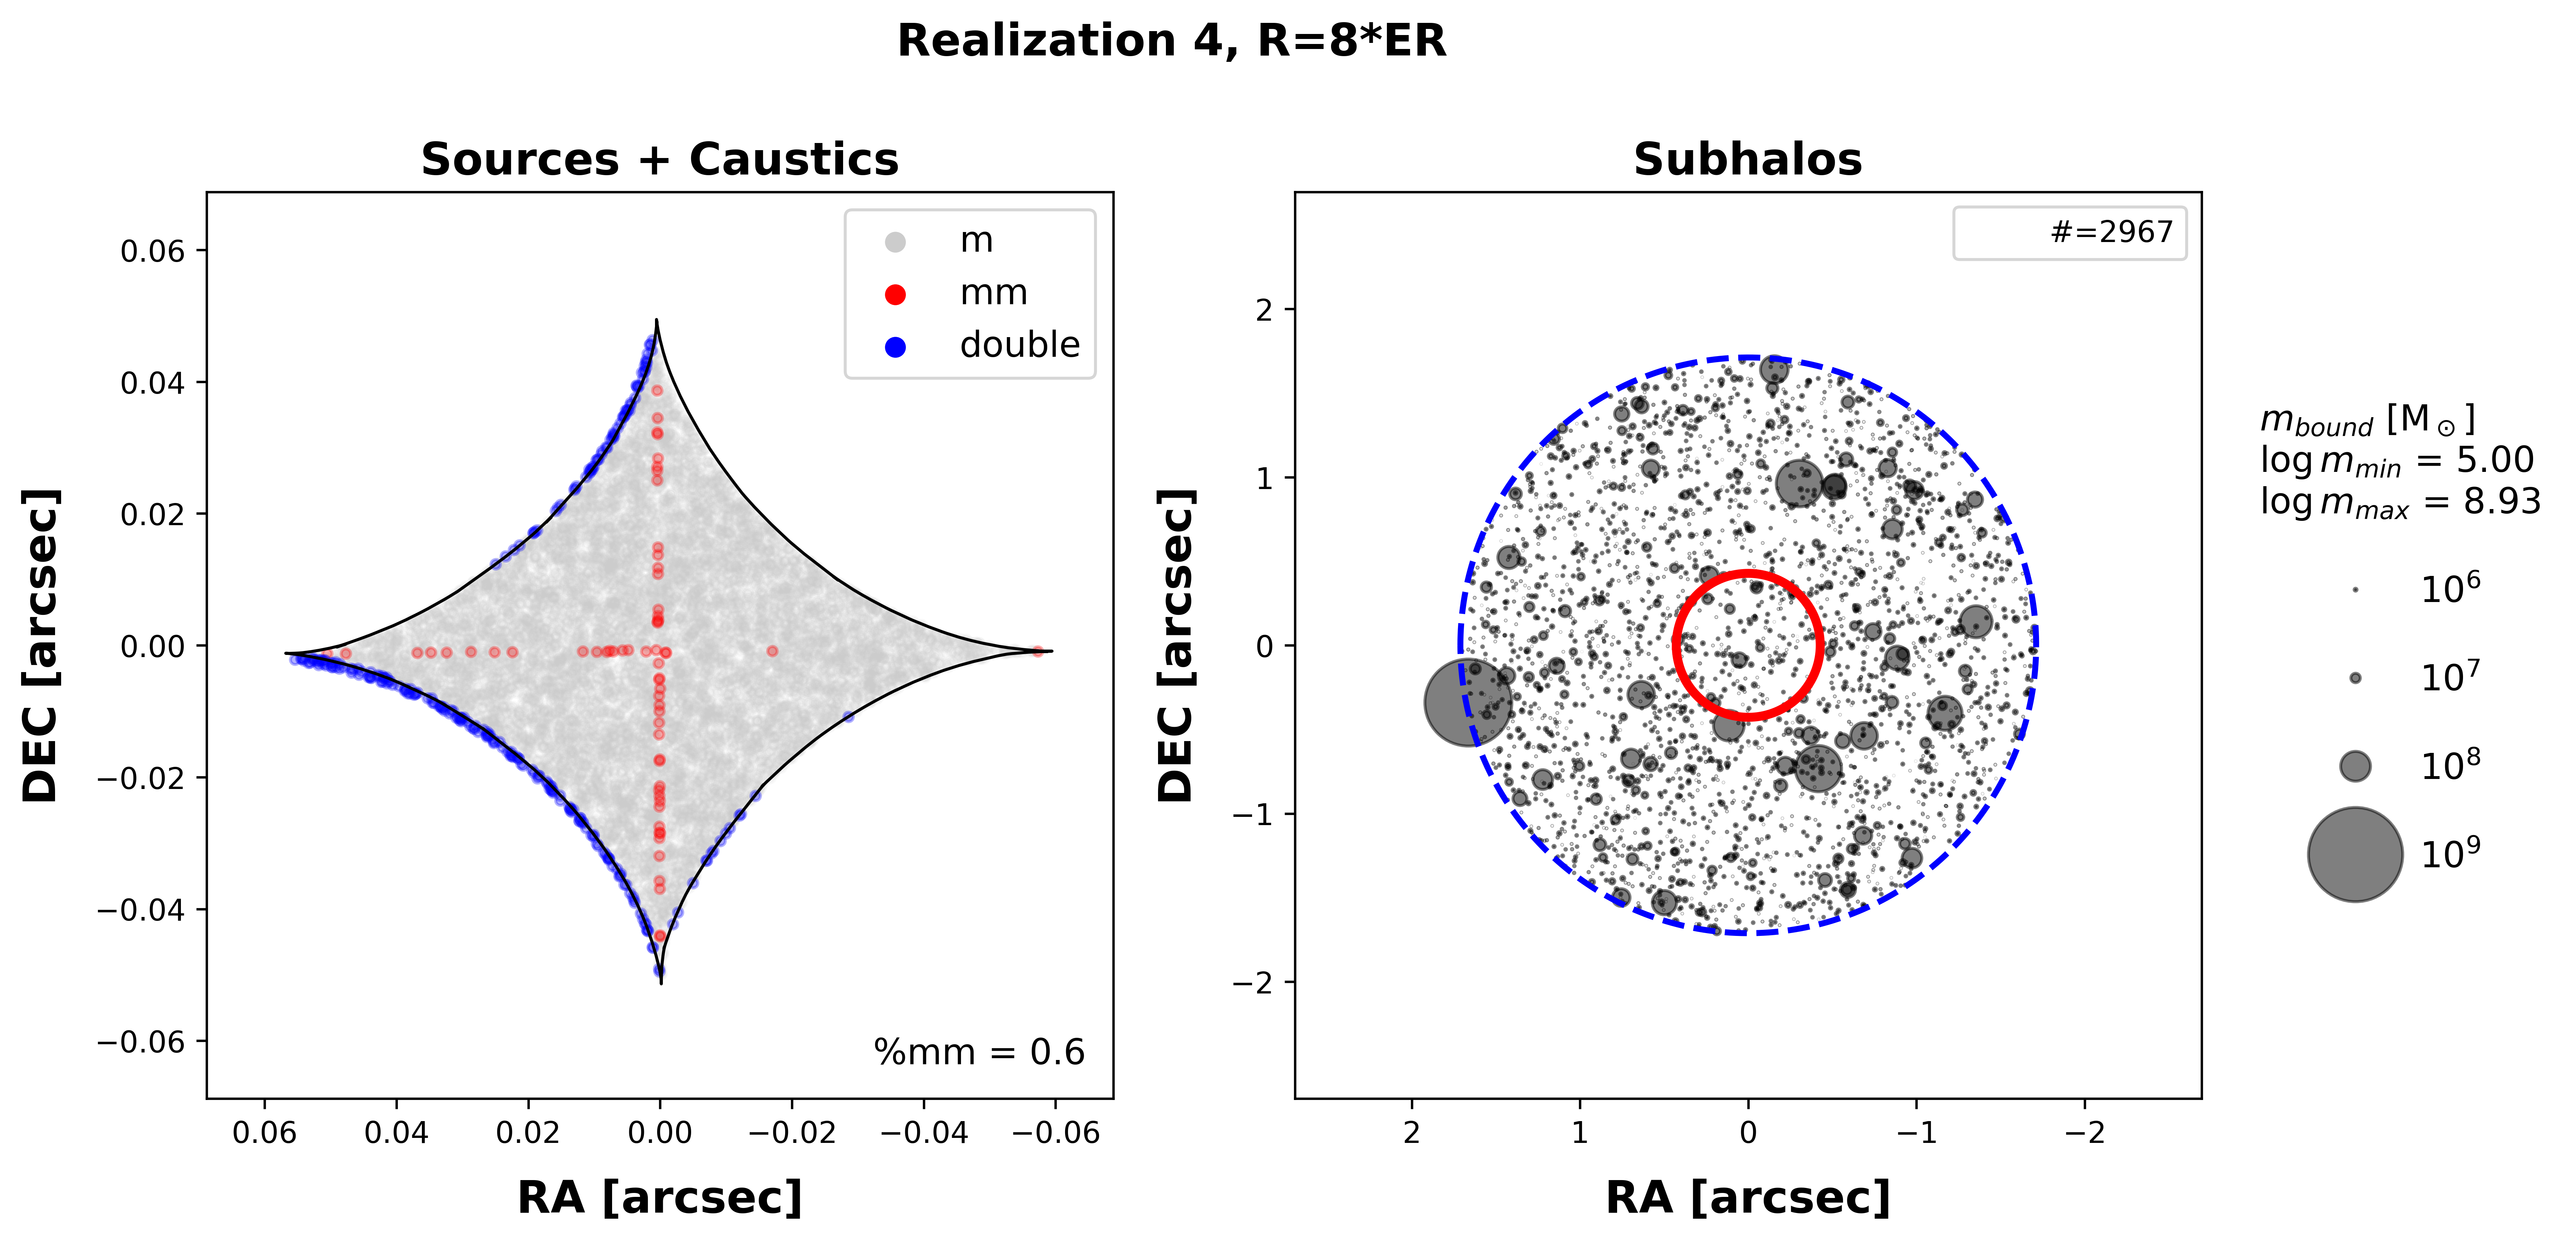 Realization 4, R=8*ER
Sources + Caustics
m
mm
double
0.06
0.04
0.02
0.00
−0.02
−0.04
−0.06
DEC [arcsec]
%mm = 0.6
0.06
0.04
0.02
0.00
−0.02
−0.04
−0.06
RA [arcsec]
Subhalos
#=2967
2
1
0
−1
−2
DEC [arcsec]
2
1
0
−1
−2
RA [arcsec]
m_bound [M_⊙]
log m_min = 5.00
log m_max = 8.93
10^6
10^7
10^8
10^9